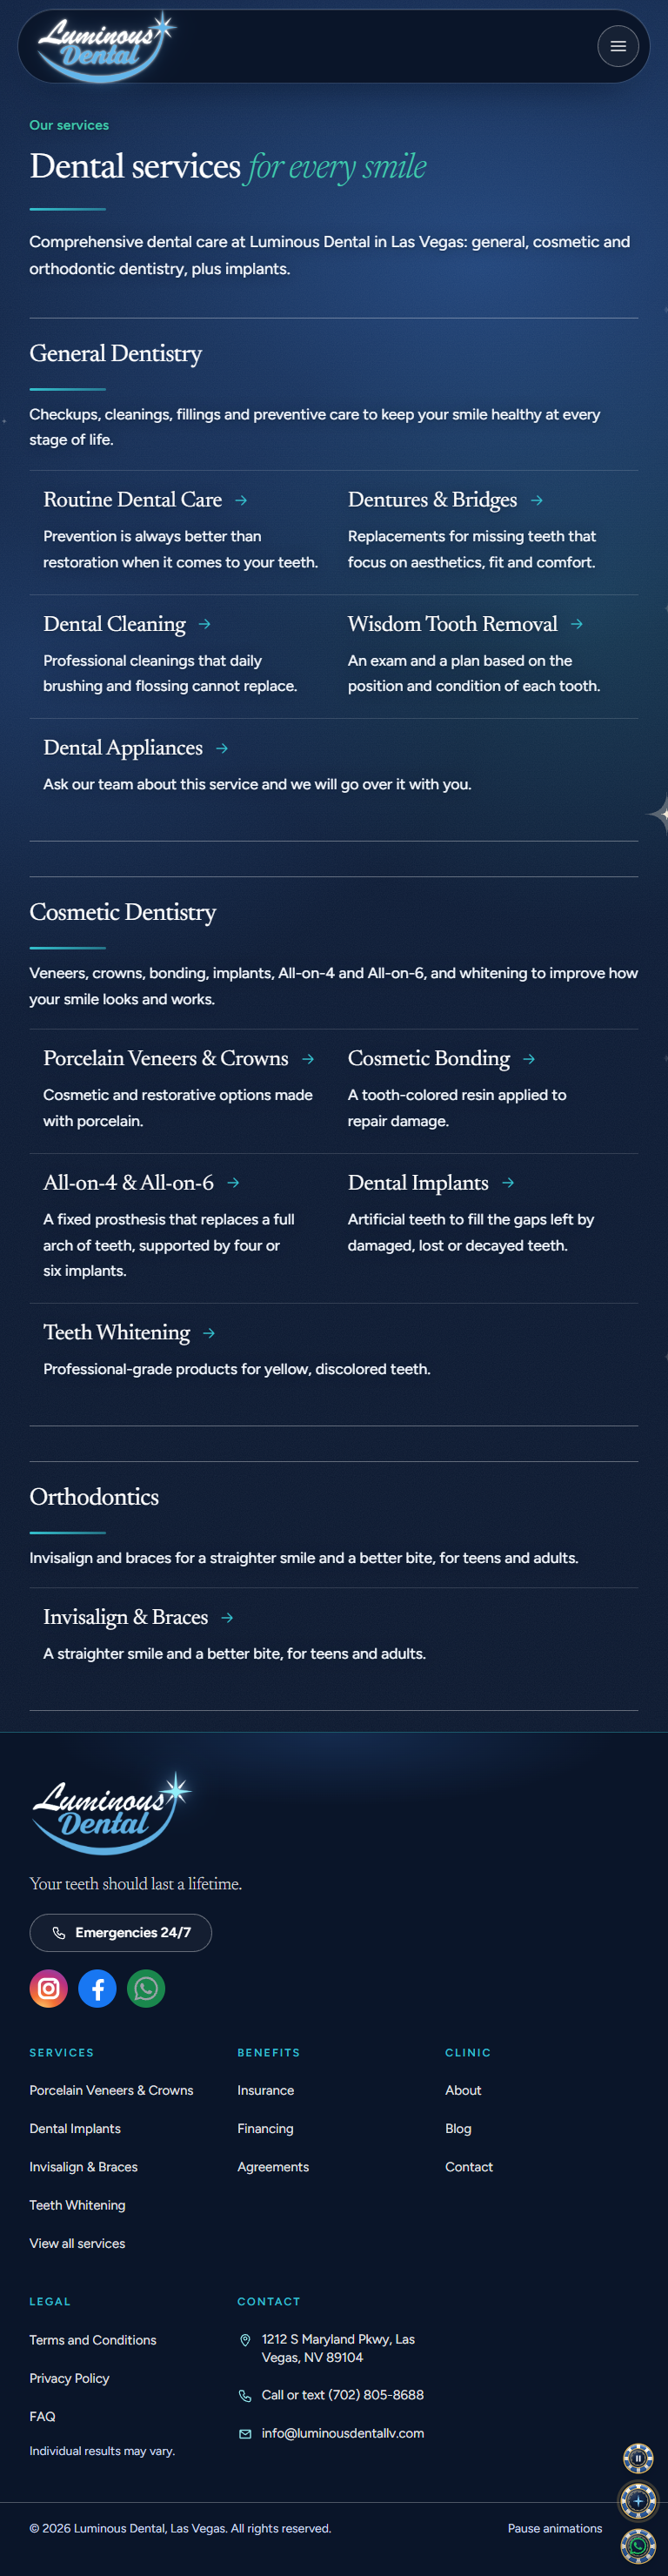 Luminous
Dental
Our services
Dental services for every smile
Comprehensive dental care at Luminous Dental in Las Vegas: general, cosmetic and
orthodontic dentistry, plus implants.
General Dentistry
Checkups, cleanings, fillings and preventive care to keep your smile healthy at every
stage of life.
Routine Dental Care →
Prevention is always better than
restoration when it comes to your teeth.
Dentures & Bridges →
Replacements for missing teeth that
focus on aesthetics, fit and comfort.
Dental Cleaning →
Professional cleanings that daily
brushing and flossing cannot replace.
Wisdom Tooth Removal →
An exam and a plan based on the
position and condition of each tooth.
Dental Appliances →
Ask our team about this service and we will go over it with you.
Cosmetic Dentistry
Veneers, crowns, bonding, implants, All-on-4 and All-on-6, and whitening to improve how
your smile looks and works.
Porcelain Veneers & Crowns →
Cosmetic and restorative options made
with porcelain.
Cosmetic Bonding →
A tooth-colored resin applied to
repair damage.
All-on-4 & All-on-6 →
A fixed prosthesis that replaces a full
arch of teeth, supported by four or
six implants.
Dental Implants →
Artificial teeth to fill the gaps left by
damaged, lost or decayed teeth.
Teeth Whitening →
Professional-grade products for yellow, discolored teeth.
Orthodontics
Invisalign and braces for a straighter smile and a better bite, for teens and adults.
Invisalign & Braces →
A straighter smile and a better bite, for teens and adults.
Luminous
Dental
Your teeth should last a lifetime.
Emergencies 24/7
SERVICES
Porcelain Veneers & Crowns
Dental Implants
Invisalign & Braces
Teeth Whitening
View all services
BENEFITS
Insurance
Financing
Agreements
CLINIC
About
Blog
Contact
LEGAL
Terms and Conditions
Privacy Policy
FAQ
Individual results may vary.
CONTACT
1212 S Maryland Pkwy, Las
Vegas, NV 89104
Call or text (702) 805-8688
info@luminousdentallv.com
© 2026 Luminous Dental, Las Vegas. All rights reserved.
Pause animations